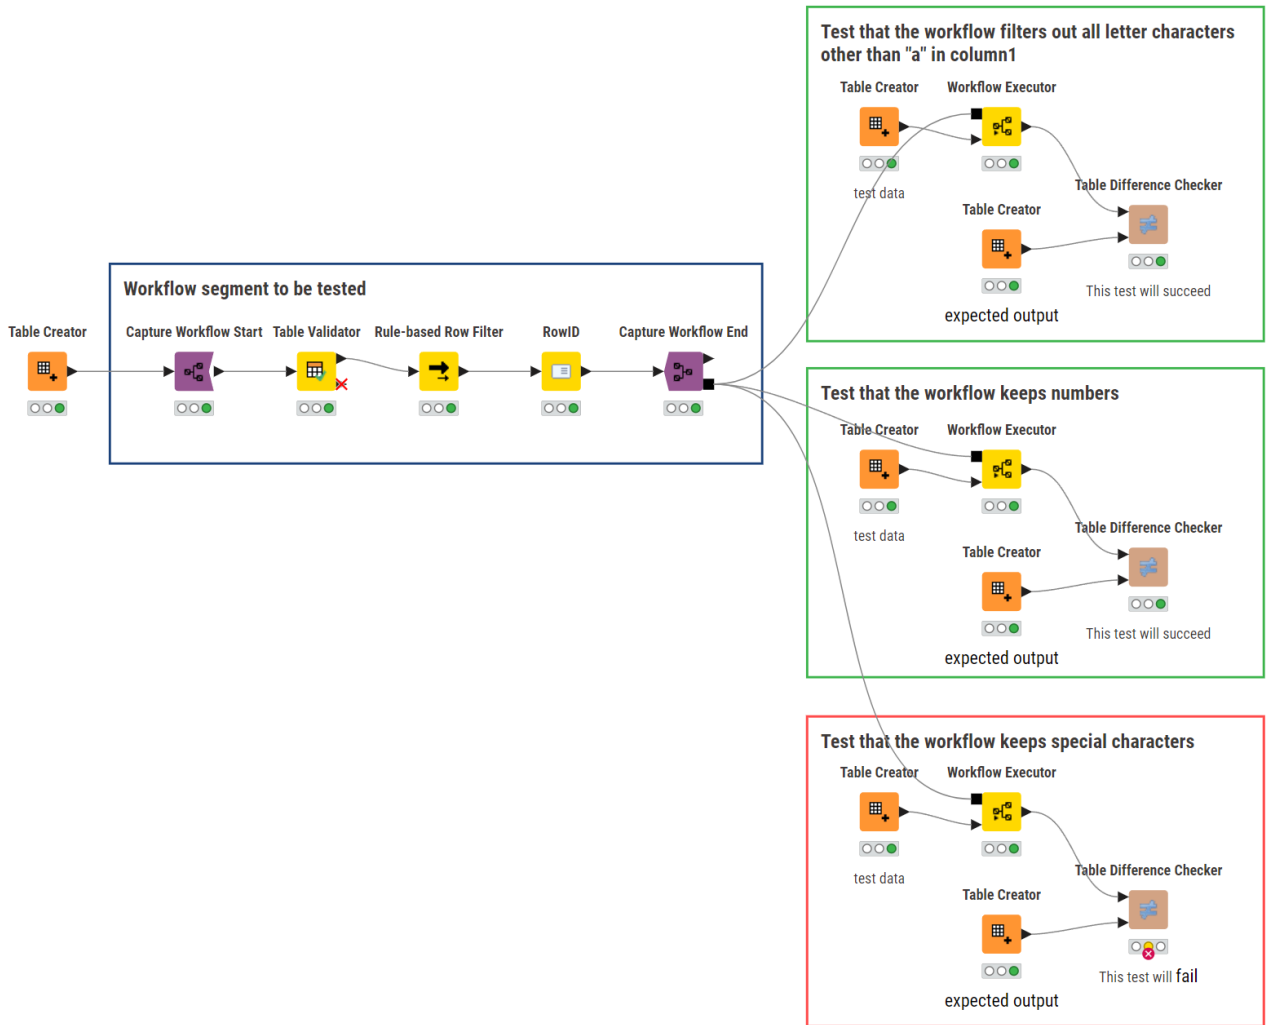 Test that the workflow filters out all letter characters
other than "a" in column1
Table Creator
Workflow Executor
test data
Table Difference Checker
Table Creator
This test will succeed
expected output
Workflow segment to be tested
Table Creator
Capture Workflow Start
Table Validator
Rule-based Row Filter
RowID
Capture Workflow End
Test that the workflow keeps numbers
Table Creator
Workflow Executor
test data
Table Difference Checker
Table Creator
This test will succeed
expected output
Test that the workflow keeps special characters
Table Creator
Workflow Executor
test data
Table Difference Checker
Table Creator
This test will fail
expected output